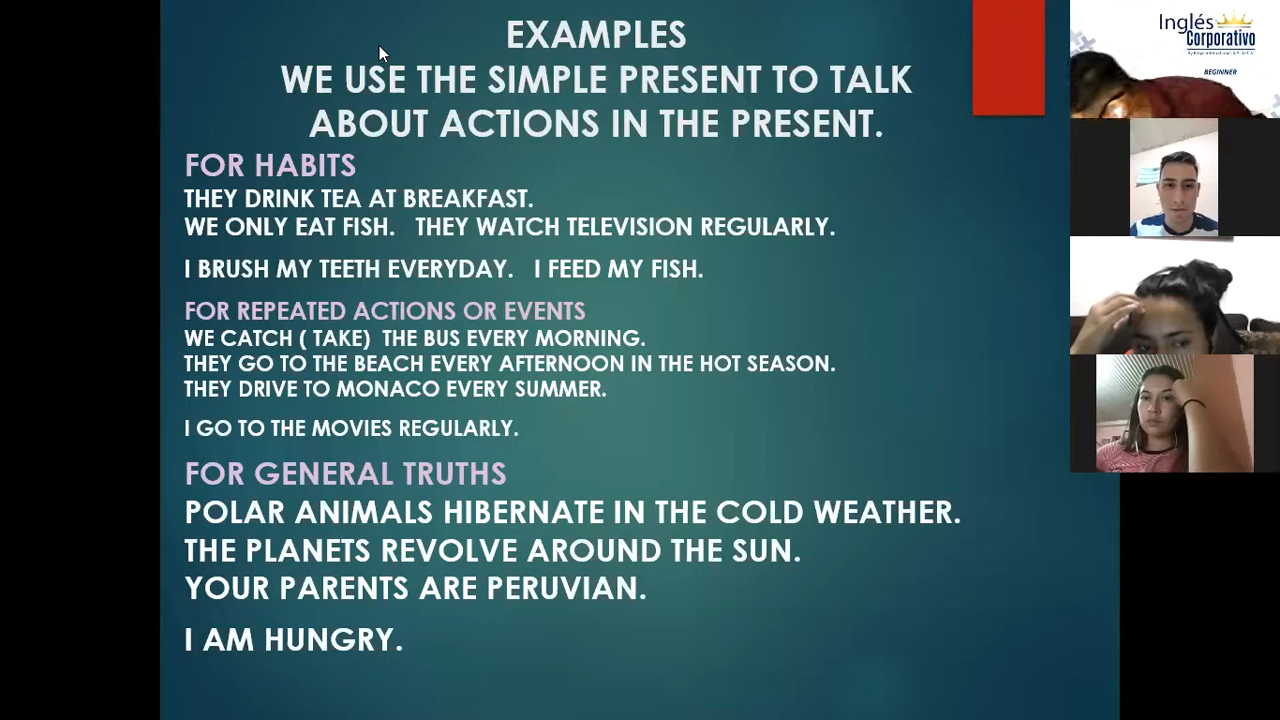 EXAMPLES
WE USE THE SIMPLE PRESENT TO TALK
ABOUT ACTIONS IN THE PRESENT.
FOR HABITS
THEY DRINK TEA AT BREAKFAST.
WE ONLY EAT FISH. THEY WATCH TELEVISION REGULARLY.
I BRUSH MY TEETH EVERYDAY. I FEED MY FISH.
FOR REPEATED ACTIONS OR EVENTS
WE CATCH ( TAKE) THE BUS EVERY MORNING.
THEY GO TO THE BEACH EVERY AFTERNOON IN THE HOT SEASON.
THEY DRIVE TO MONACO EVERY SUMMER.
I GO TO THE MOVIES REGULARLY.
FOR GENERAL TRUTHS
POLAR ANIMALS HIBERNATE IN THE COLD WEATHER.
THE PLANETS REVOLVE AROUND THE SUN.
YOUR PARENTS ARE PERUVIAN.
I AM HUNGRY.
Inglés
Corporativo
BEGINNER